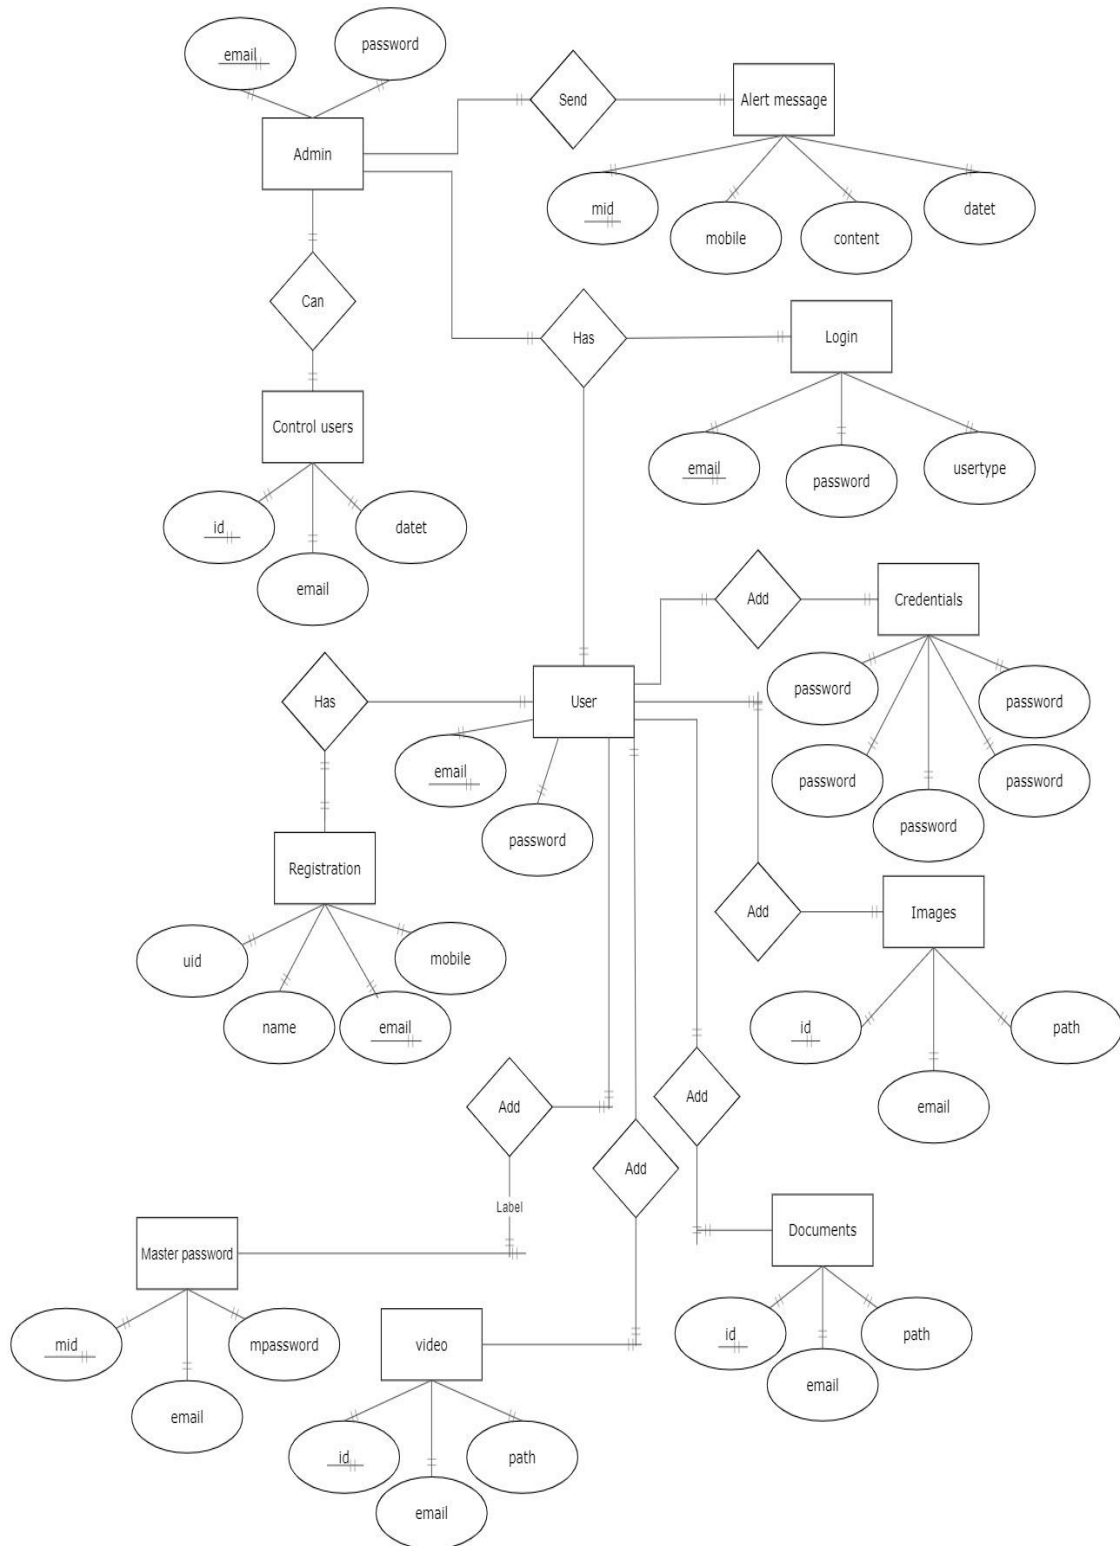 email
password
Send
Alert message
Admin
mid
mobile
content
datet
Can
Has
Login
Control users
email
password
usertype
id
email
datet
Add
Credentials
Has
User
password
password
email
password
password
password
password
Registration
Add
Images
uid
name
email
mobile
id
email
path
Add
Add
Add
Label
Master password
Documents
mid
email
mpassword
video
id
email
path
id
email
path